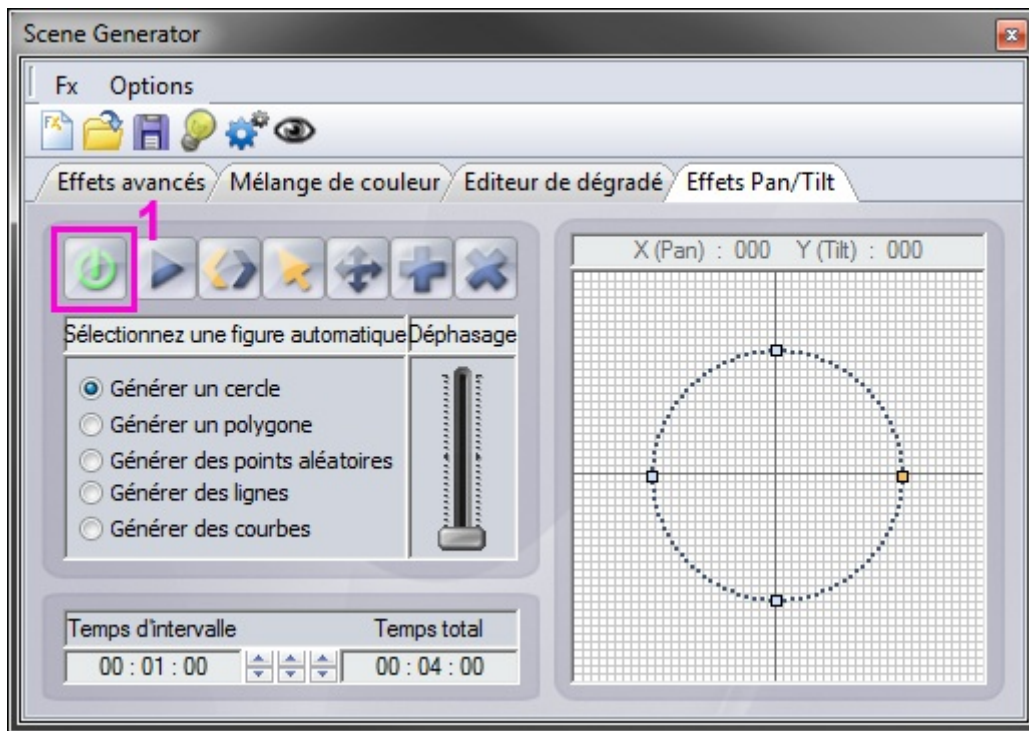 Scene Generator
Fx Options
Effets avancés Mélange de couleur Editeur de dégradé Effets Pan/Tilt
1
X (Pan) : 000 Y (Tilt) : 000
Sélectionnez une figure automatique Déphasage
Générer un cercle
Générer un polygone
Générer des points aléatoires
Générer des lignes
Générer des courbes
Temps d'intervalle Temps total
00 : 01 : 00 00 : 04 : 00